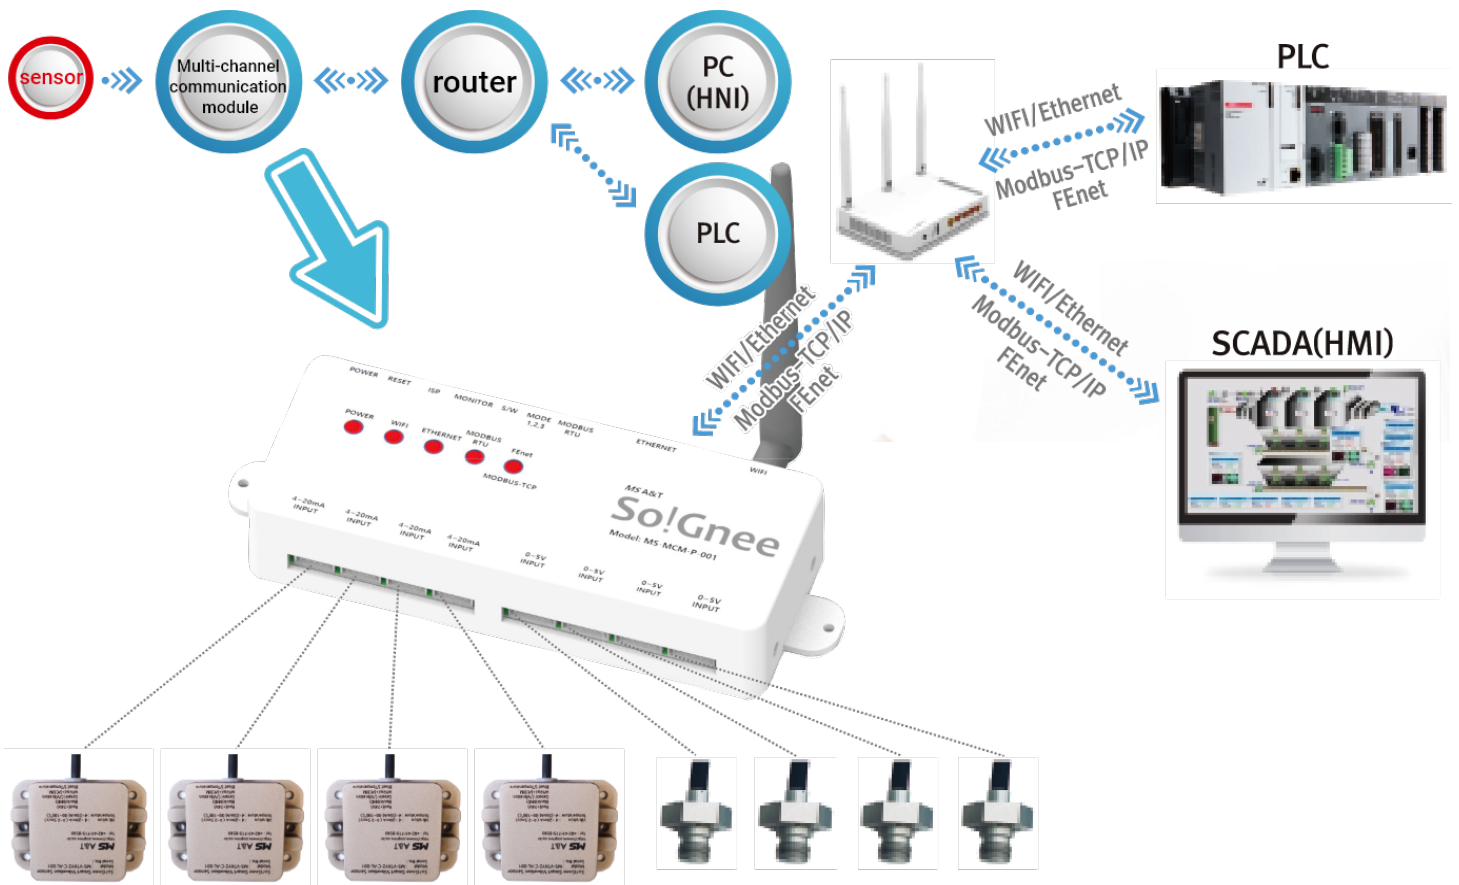 sensor
Multi-channel
communication
module
router
PC
(HNI)
PLC
PLC
WIFI/Ethernet
Modbus-TCP/IP
FEnet
WIFI/Ethernet
Modbus-TCP/IP
FEnet
WIFI/Ethernet
Modbus-TCP/IP
FEnet
SCADA(HMI)
POWER
RESET
ISP
MONITOR
S/W
MODE
1,2,3
MODBUS
RTU
ETHERNET
WIFI
POWER
WIFI
ETHERNET
MODBUS
RTU
FEnet
MODBUS-TCP
MS A&T
So!Gnee
Model: MS-MCM-P-001
4~20mA
INPUT
4~20mA
INPUT
4~20mA
INPUT
4~20mA
INPUT
0~5V
INPUT
0~5V
INPUT
0~5V
INPUT
0~5V
INPUT
MS A&T
MS A&T
MS A&T
MS A&T